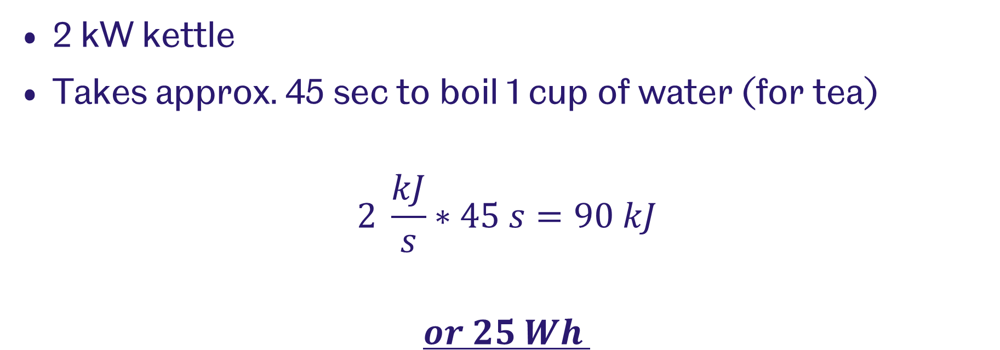 • 2 kW kettle
• Takes approx. 45 sec to boil 1 cup of water (for tea)
2 kJ/s * 45 s = 90 kJ
or 25 Wh